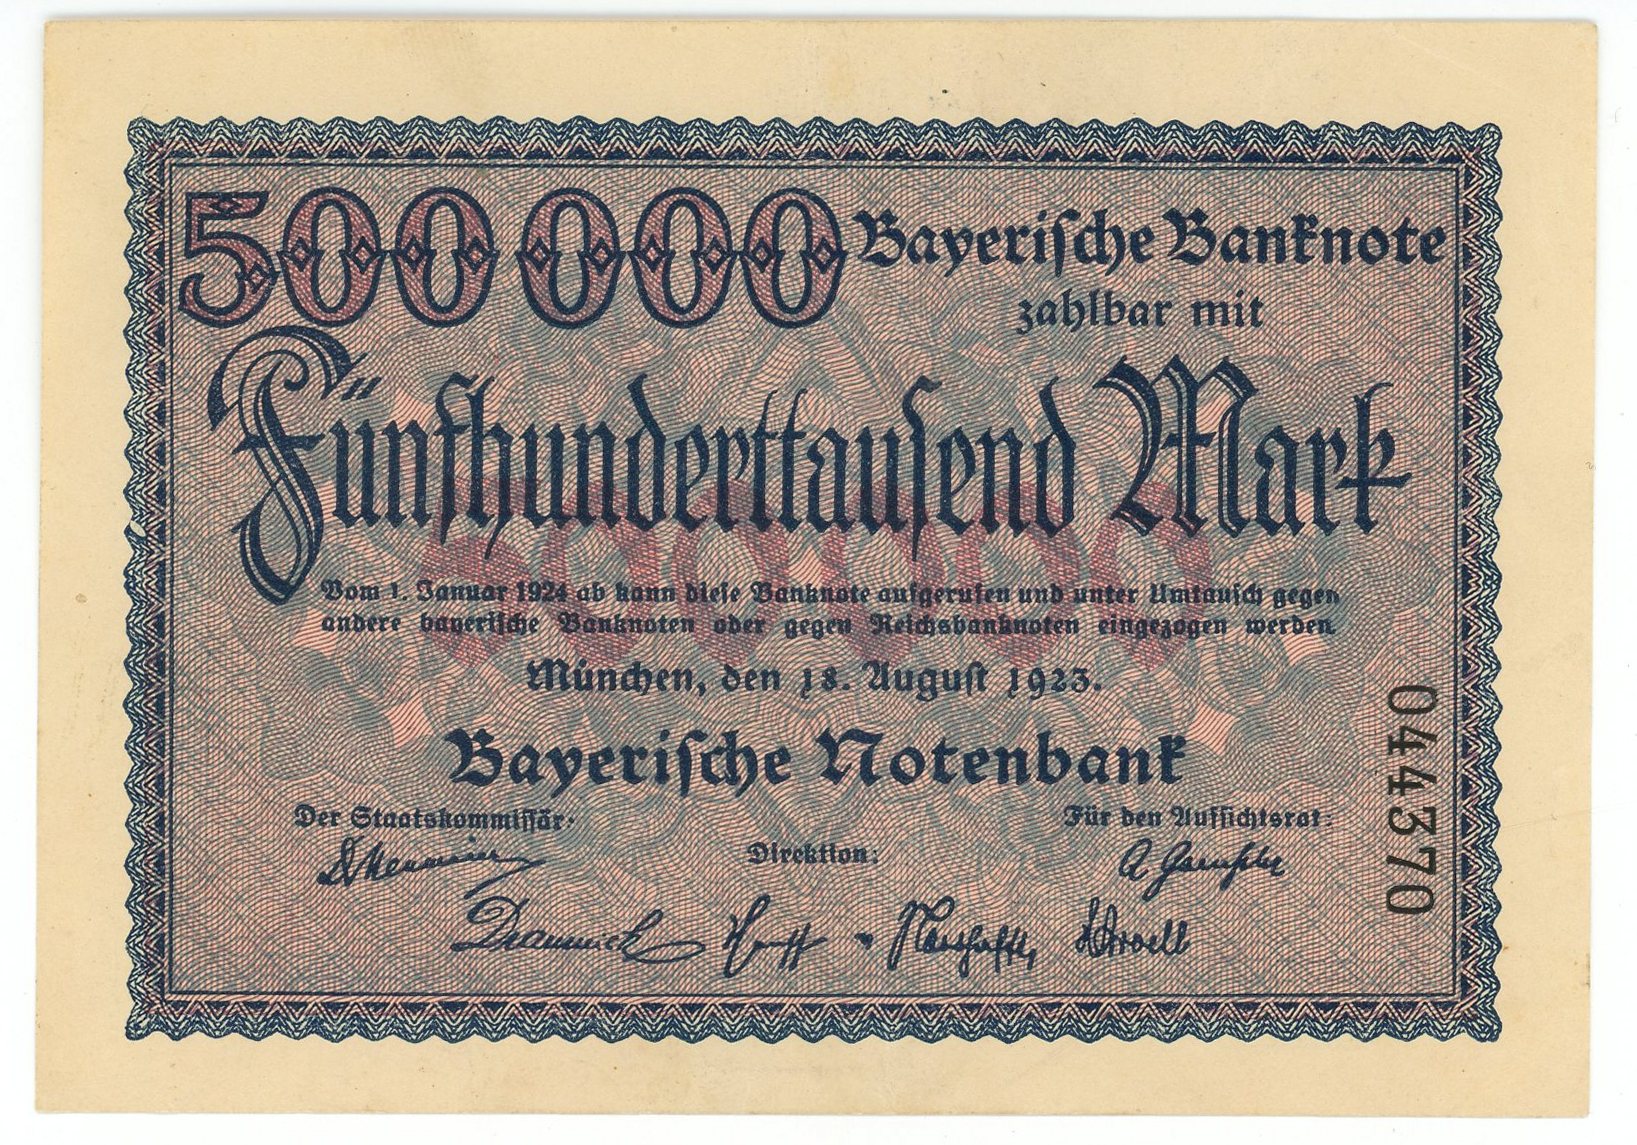 500 000 Bayerische Banknote
zahlbar mit
Fünfhunderttausend Mark
500000
Vom 1. Januar 1924 ab kann diese Banknote aufgerufen und unter Umtausch gegen
andere bayerische Banknoten oder gegen Reichsbanknoten eingezogen werden
München, den 18. August 1923.
Bayerische Notenbank
Der Staatskommissär:
Für den Aufsichtsrat:
Direktion:
044370